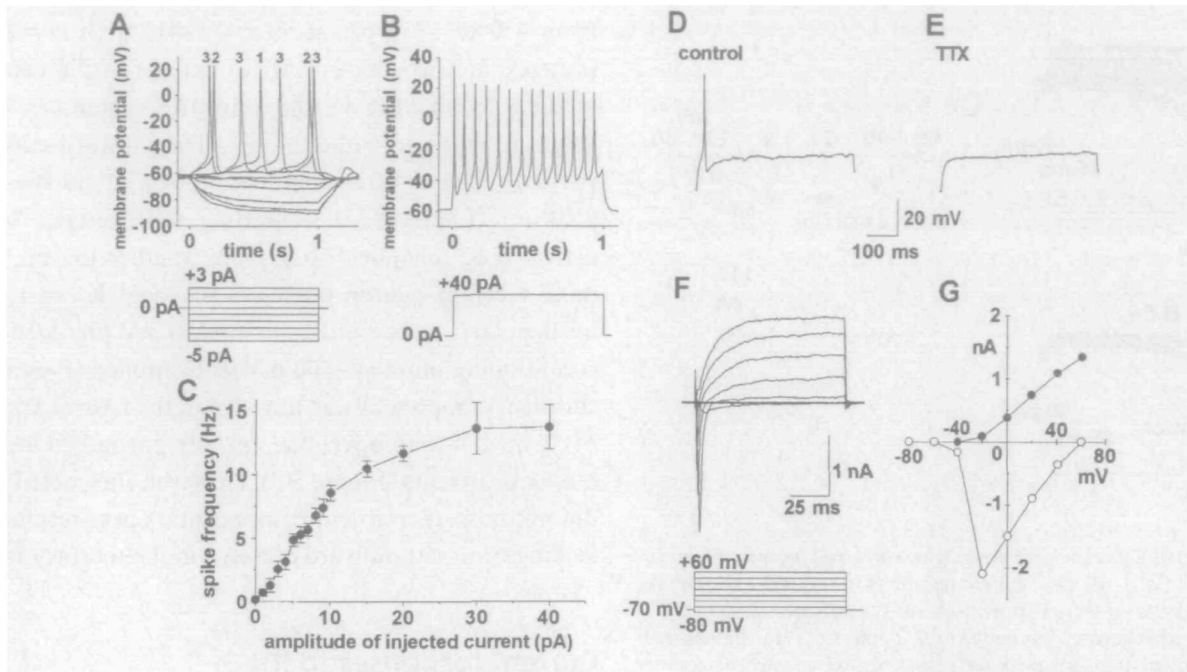 A
membrane potential (mV)
20
0
-20
-40
-60
-80
-100
32 3 1 3 23
0 1
time (s)
+3 pA
0 pA
-5 pA
B
membrane potential (mV)
40
20
0
-20
-40
-60
0 1
time (s)
+40 pA
0 pA
C
spike frequency (Hz)
15
10
5
0
0 10 20 30 40
amplitude of injected current (pA)
D
control
E
TTX
20 mV
100 ms
F
1 nA
25 ms
+60 mV
-70 mV
-80 mV
G
2
nA
1
-80 -40 0 40 80
mV
-1
-2